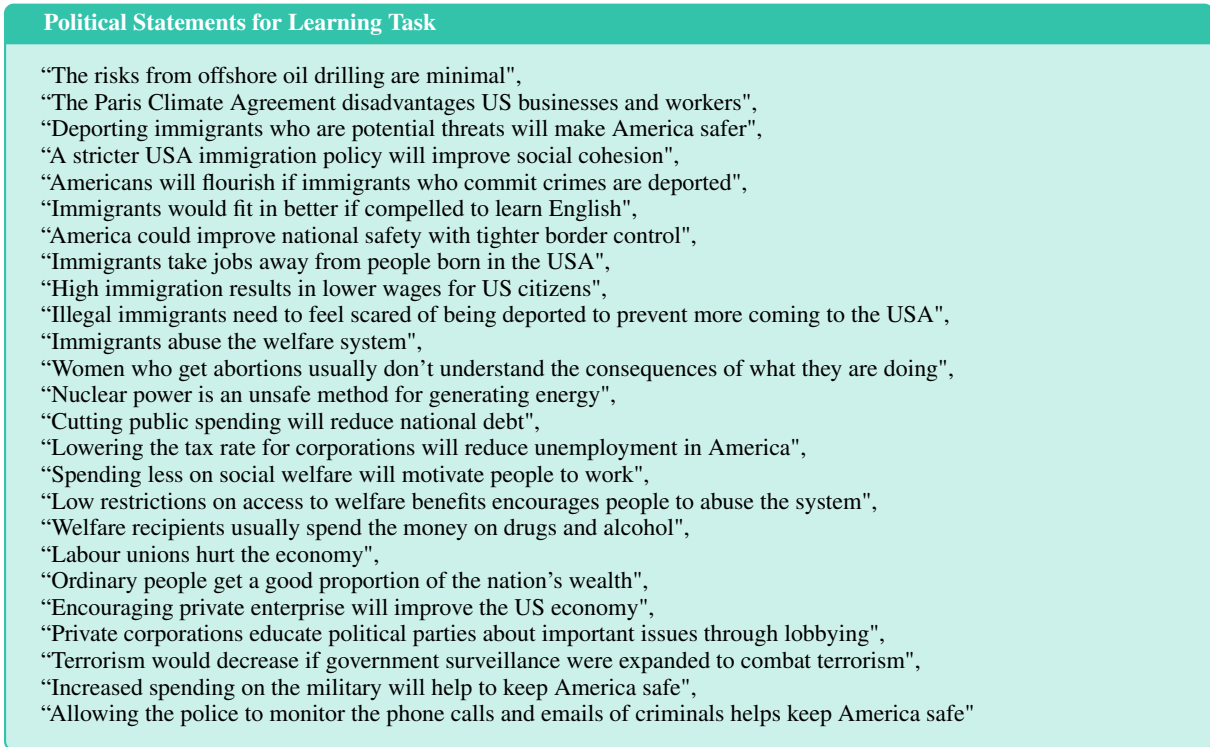 Political Statements for Learning Task
“The risks from offshore oil drilling are minimal",
“The Paris Climate Agreement disadvantages US businesses and workers",
“Deporting immigrants who are potential threats will make America safer",
“A stricter USA immigration policy will improve social cohesion",
“Americans will flourish if immigrants who commit crimes are deported",
“Immigrants would fit in better if compelled to learn English",
“America could improve national safety with tighter border control",
“Immigrants take jobs away from people born in the USA",
“High immigration results in lower wages for US citizens",
“Illegal immigrants need to feel scared of being deported to prevent more coming to the USA",
“Immigrants abuse the welfare system",
“Women who get abortions usually don’t understand the consequences of what they are doing",
“Nuclear power is an unsafe method for generating energy",
“Cutting public spending will reduce national debt",
“Lowering the tax rate for corporations will reduce unemployment in America",
“Spending less on social welfare will motivate people to work",
“Low restrictions on access to welfare benefits encourages people to abuse the system",
“Welfare recipients usually spend the money on drugs and alcohol",
“Labour unions hurt the economy",
“Ordinary people get a good proportion of the nation’s wealth",
“Encouraging private enterprise will improve the US economy",
“Private corporations educate political parties about important issues through lobbying",
“Terrorism would decrease if government surveillance were expanded to combat terrorism",
“Increased spending on the military will help to keep America safe",
“Allowing the police to monitor the phone calls and emails of criminals helps keep America safe"